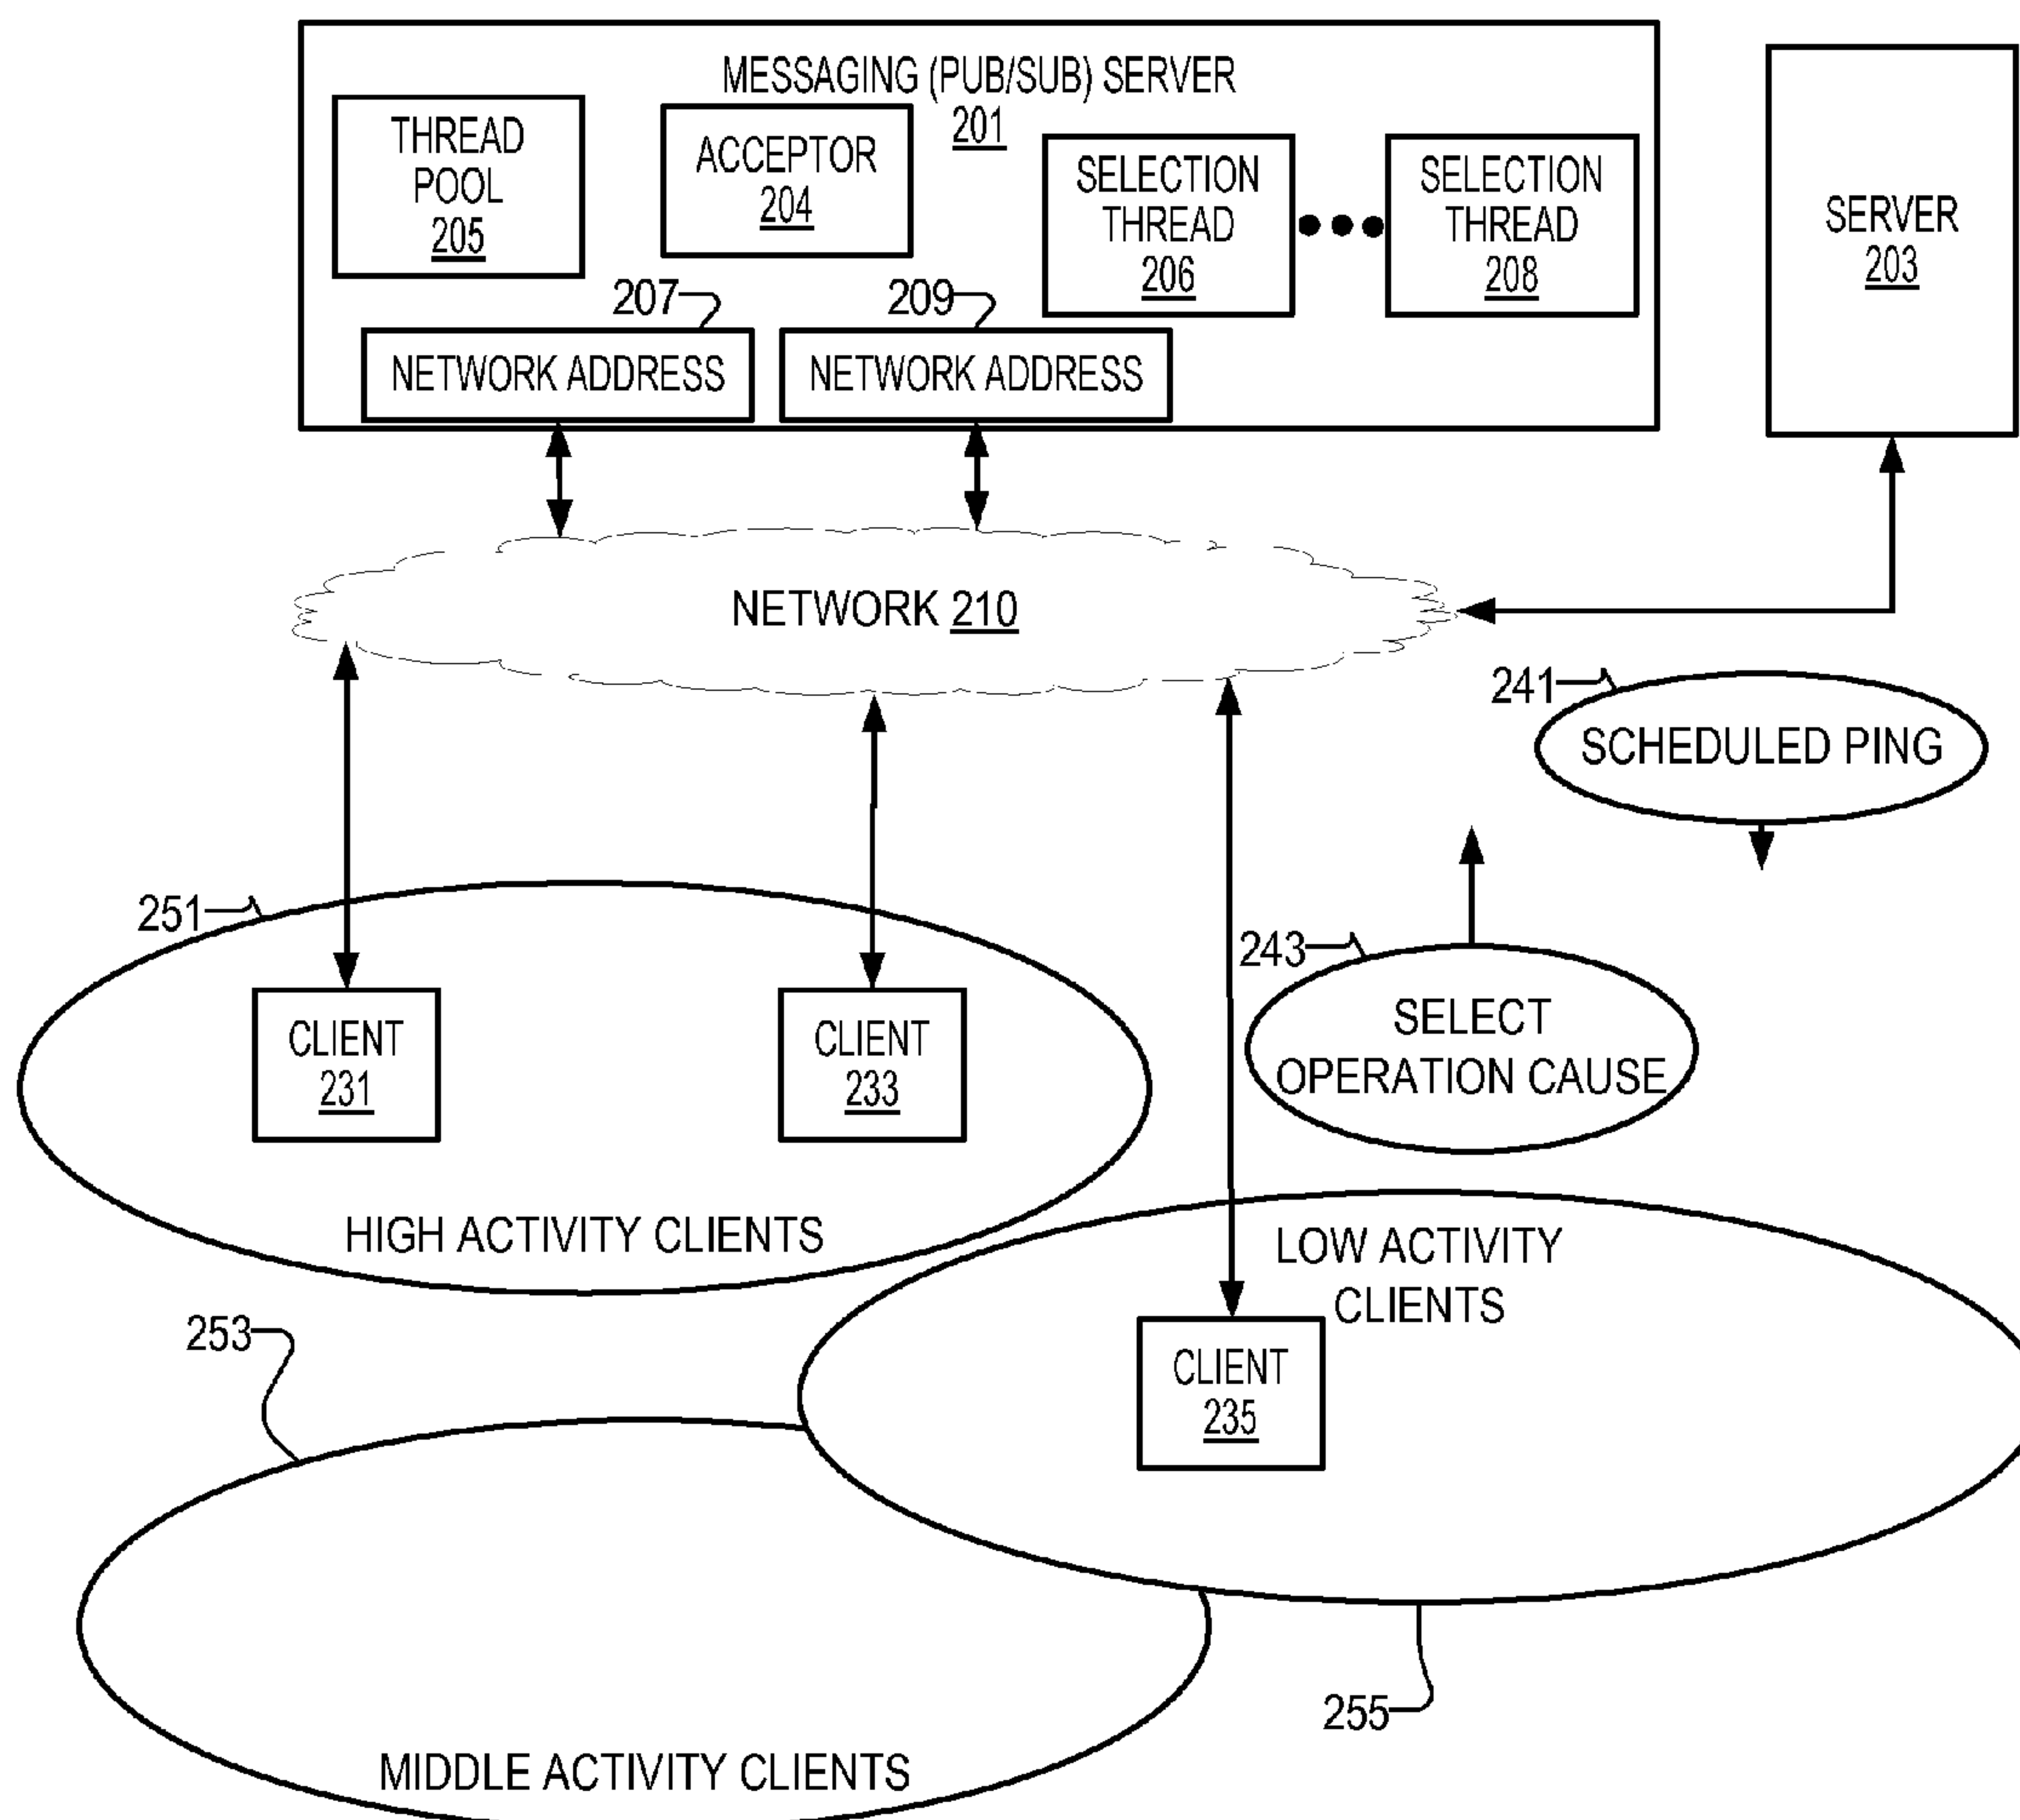 MESSAGING (PUB/SUB) SERVER
201
THREAD
POOL
205
ACCEPTOR
204
SELECTION
THREAD
206
SELECTION
THREAD
208
SERVER
203
207
209
NETWORK ADDRESS
NETWORK ADDRESS
NETWORK 210
241
SCHEDULED PING
251
243
SELECT
OPERATION CAUSE
CLIENT
231
CLIENT
233
HIGH ACTIVITY CLIENTS
LOW ACTIVITY
CLIENTS
253
CLIENT
235
255
MIDDLE ACTIVITY CLIENTS